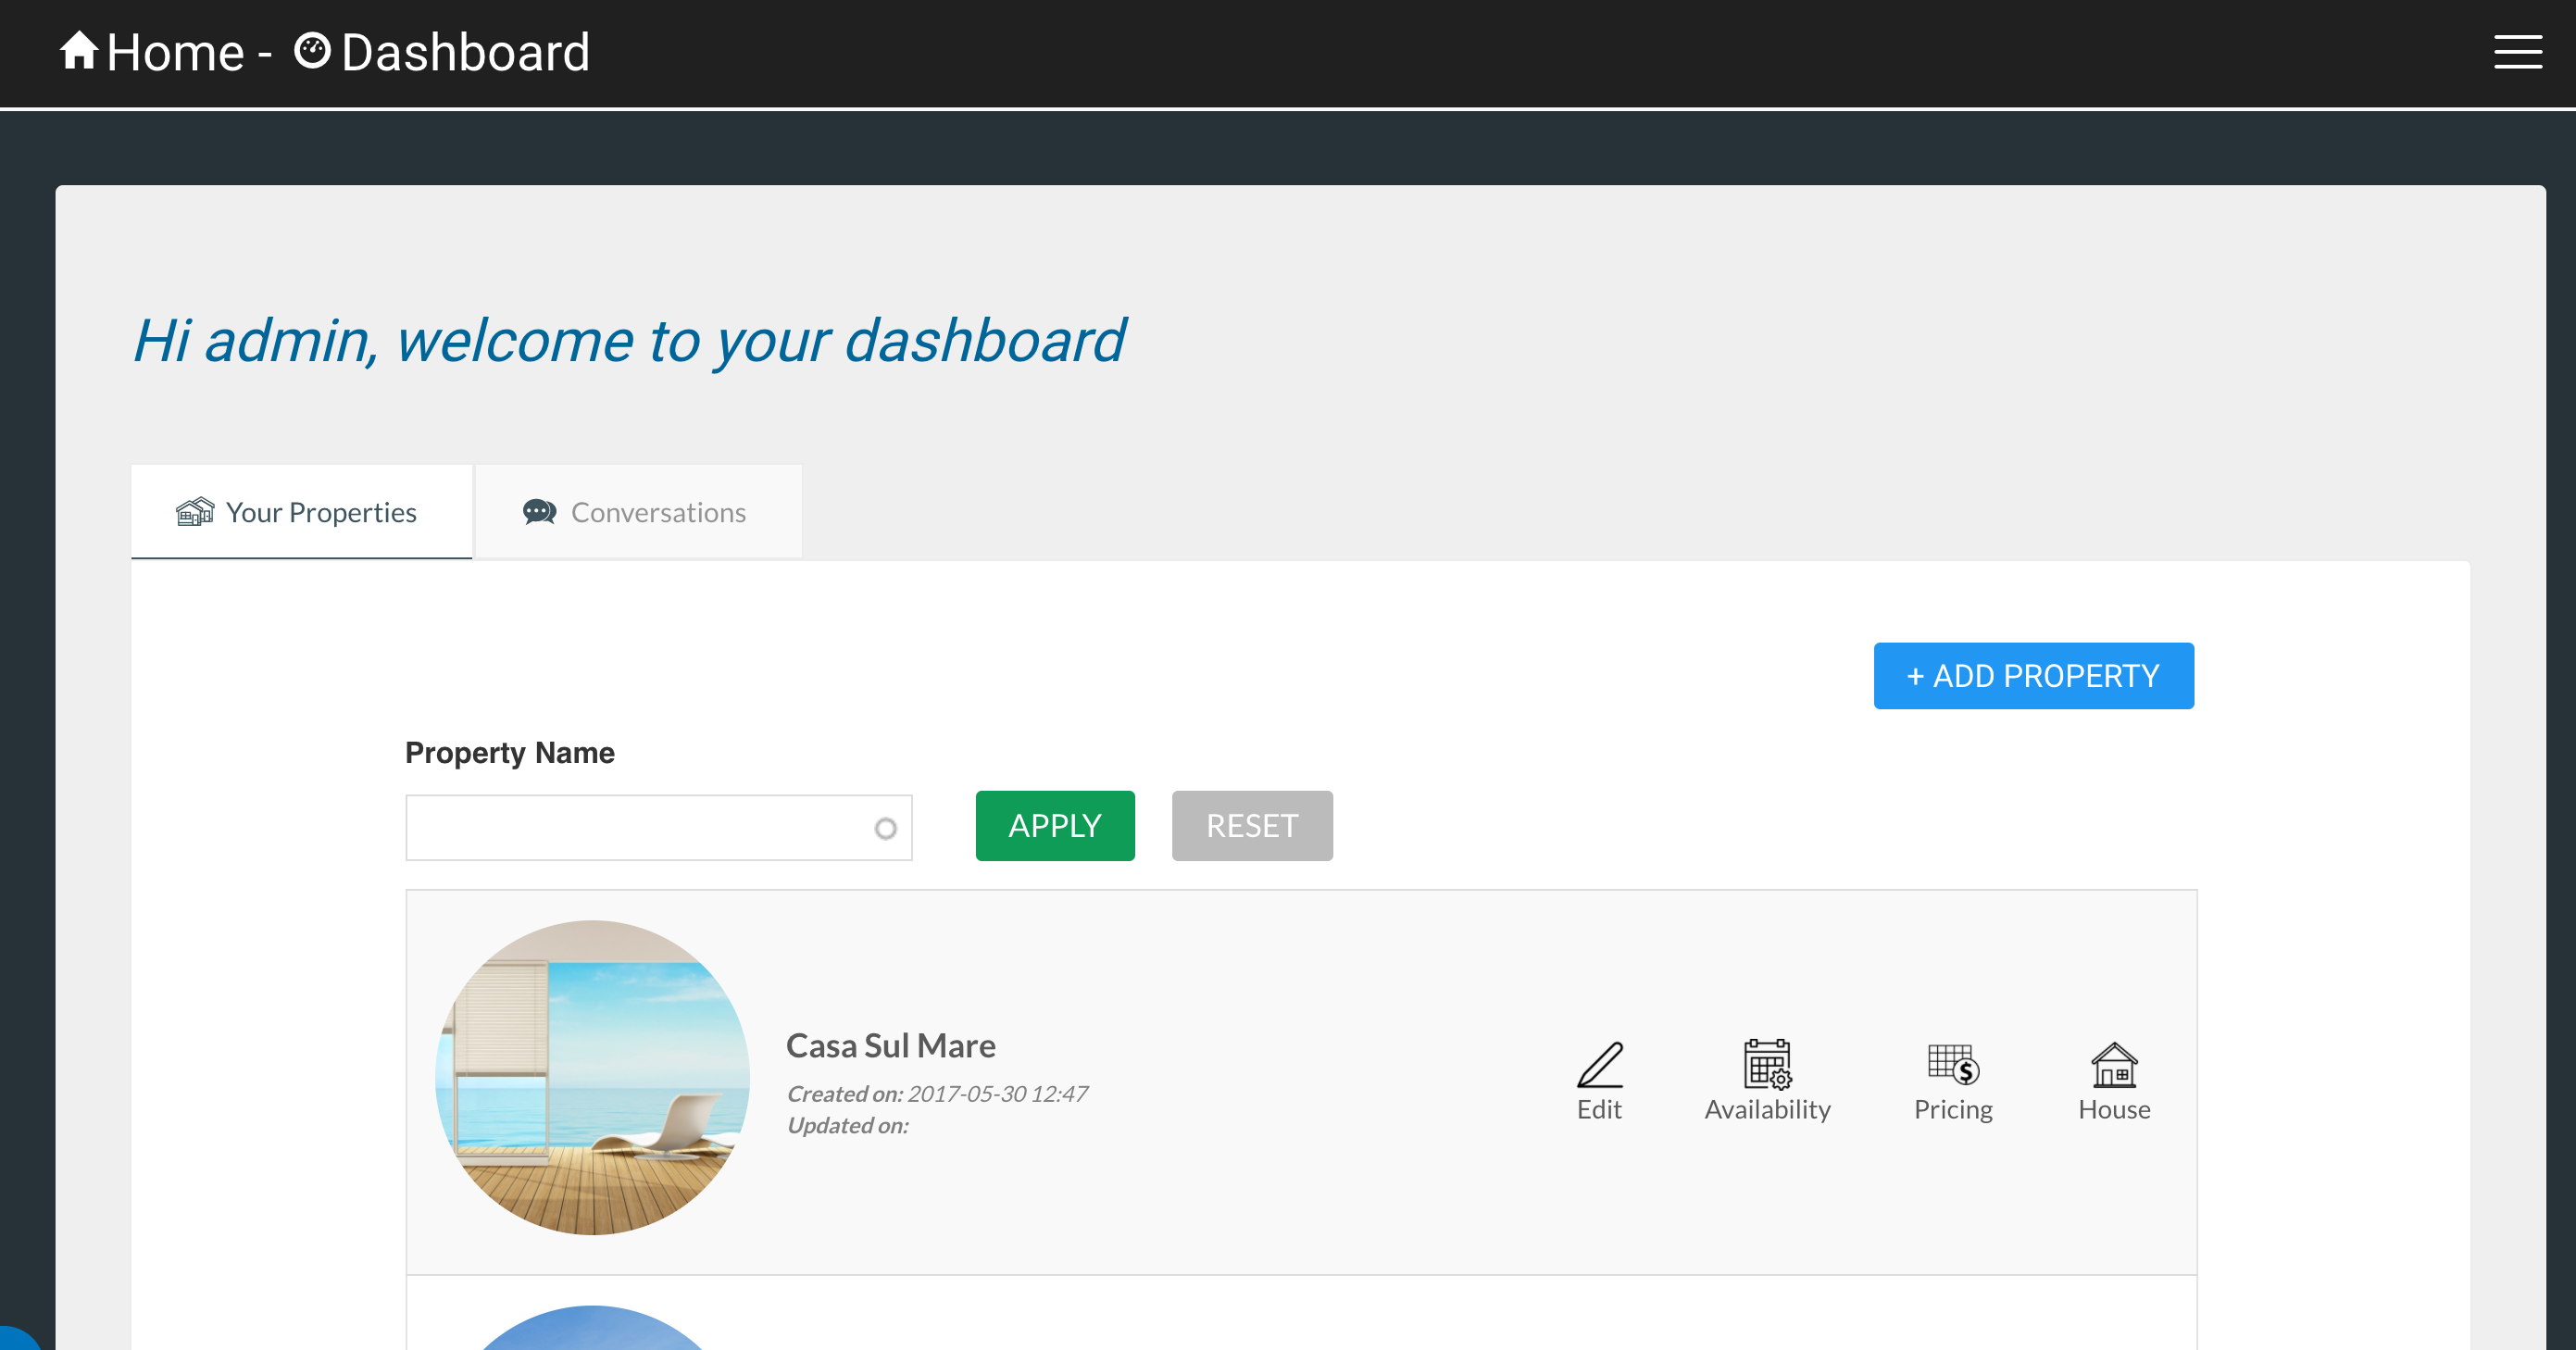 Home - Dashboard
Hi admin, welcome to your dashboard
Your Properties
Conversations
+ ADD PROPERTY
Property Name
APPLY
RESET
Casa Sul Mare
Created on: 2017-05-30 12:47
Updated on:
Edit
Availability
Pricing
House